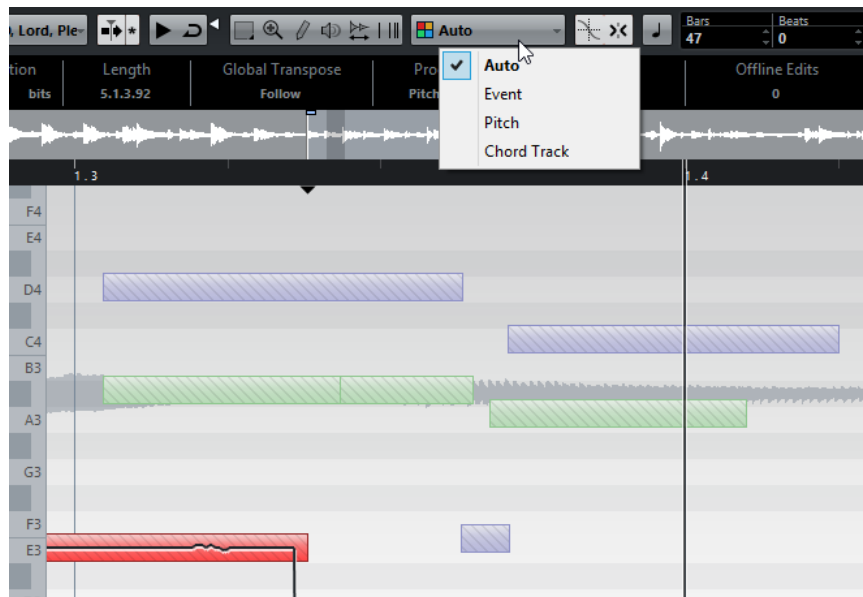 , Lord, Ple
Auto
Bars
Beats
47
0
tion
Length
Global Transpose
Pro
Offline Edits
bits
5.1.3.92
Follow
Pitch
0
Auto
Event
Pitch
Chord Track
1.3
1.4
F4
E4
D4
C4
B3
A3
G3
F3
E3